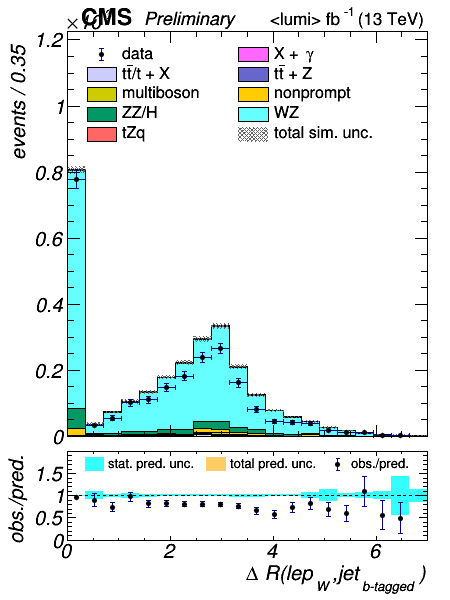 CMS Preliminary <lumi> fb⁻¹ (13 TeV)
events / 0.35
1.2
1
0.8
0.6
0.4
0.2
0
data
X + γ
tt̄/t + X
tt̄ + Z
multiboson
nonprompt
ZZ/H
WZ
tZq
total sim. unc.
obs./pred.
1.5
1
0.5
0
stat. pred. unc.
total pred. unc.
obs./pred.
0 2 4 6
Δ R(lep_W, jet_b-tagged)